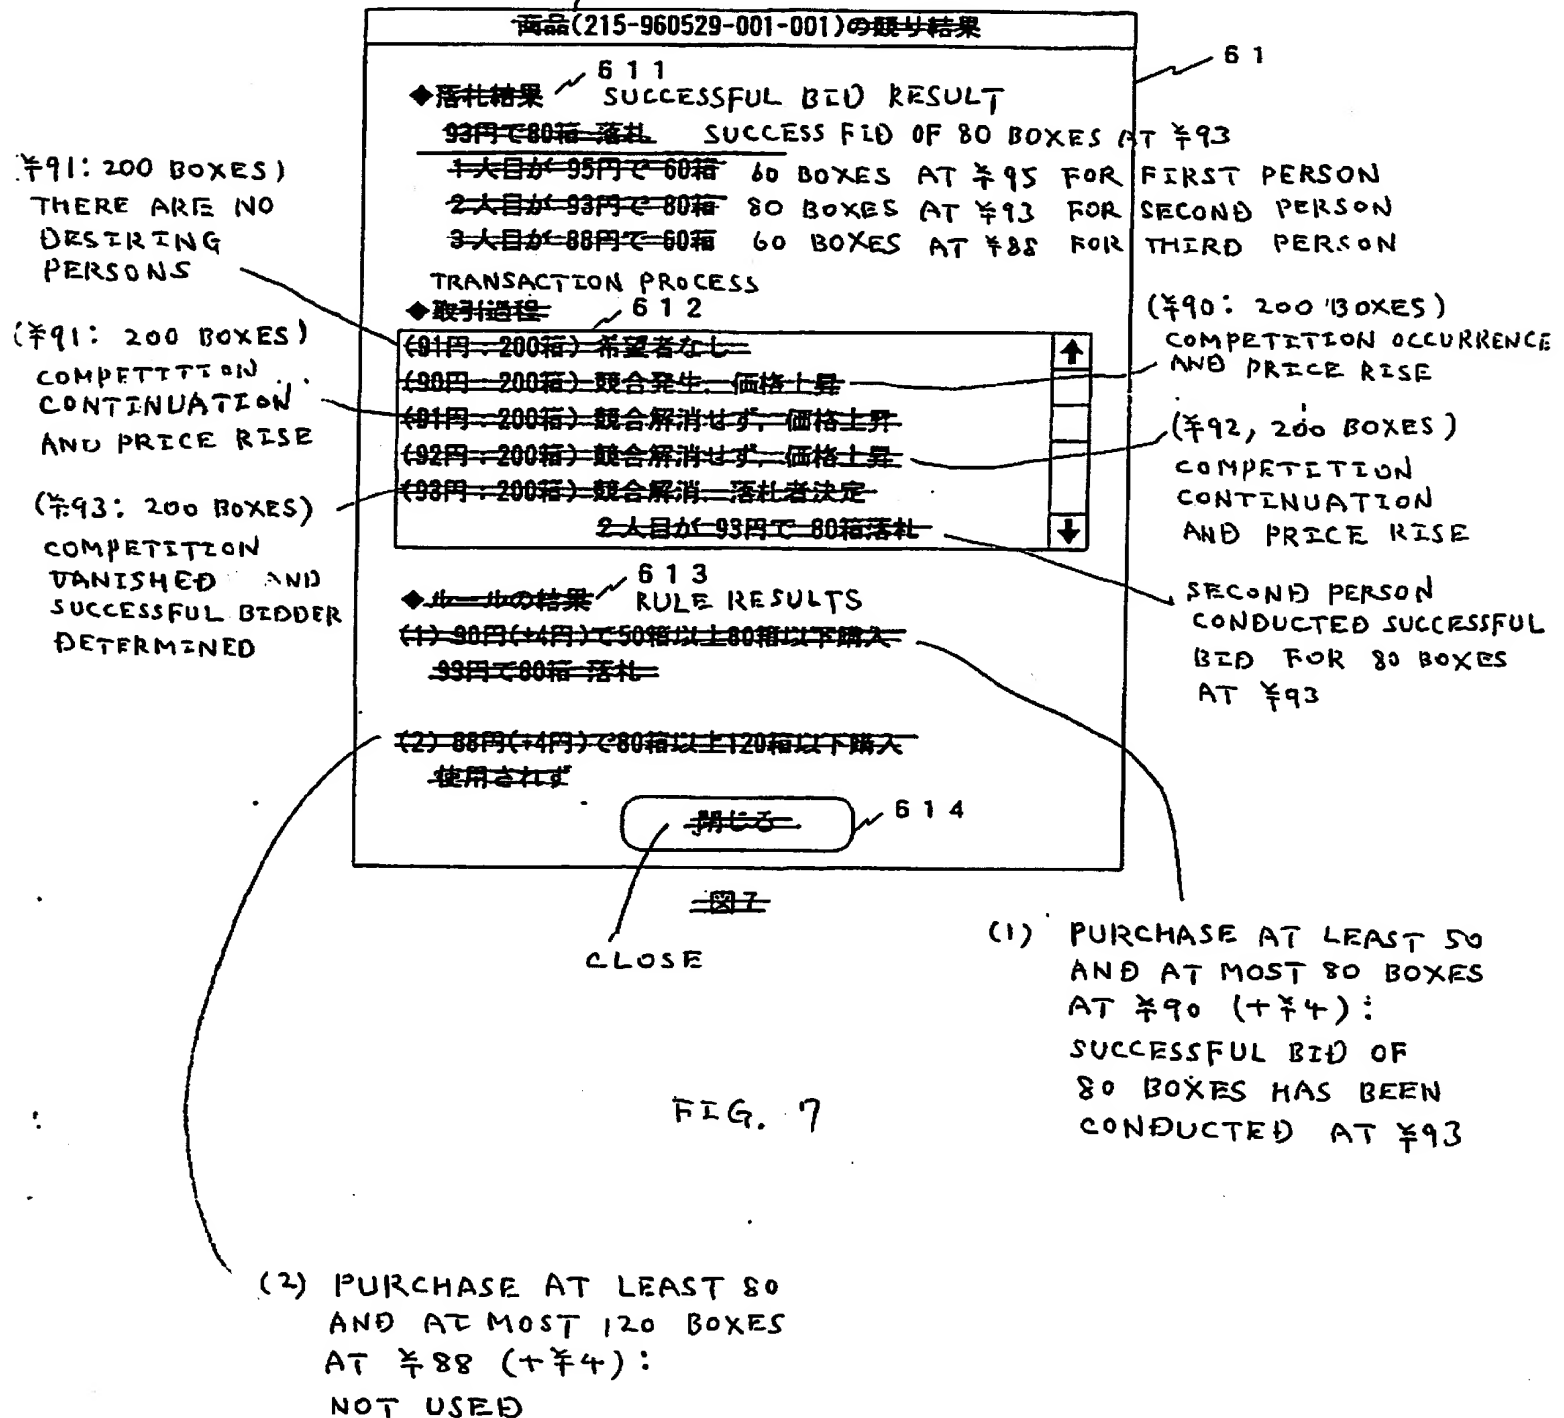 商品(215-960529-001-001)の競り結果
61
611
◆落札結果 SUCCESSFUL BID RESULT
93円で80箱 落札 SUCCESS FID OF 80 BOXES AT ¥93
1人目が 95円で 60箱 60 BOXES AT ¥95 FOR FIRST PERSON
2人目が 93円で 80箱 80 BOXES AT ¥93 FOR SECOND PERSON
3人目が 88円で 60箱 60 BOXES AT ¥88 FOR THIRD PERSON
¥91: 200 BOXES)
THERE ARE NO
DESIRING
PERSONS
TRANSACTION PROCESS
◆取引過程 612
(91円:200箱) 希望者なし
(90円:200箱) 競合発生、価格上昇
(91円:200箱) 競合解消せず、価格上昇
(92円:200箱) 競合解消せず、価格上昇
(93円:200箱) 競合解消、落札者決定
2人目が 93円で 80箱落札
(¥91: 200 BOXES)
COMPETITION
CONTINUATION
AND PRICE RISE
(¥93: 200 BOXES)
COMPETITION
VANISHED AND
SUCCESSFUL BIDDER
DETERMINED
(¥90: 200 BOXES)
COMPETITION OCCURRENCE
AND PRICE RISE
(¥92, 200 BOXES)
COMPETITION
CONTINUATION
AND PRICE RISE
SECOND PERSON
CONDUCTED SUCCESSFUL
BID FOR 80 BOXES
AT ¥93
613
◆ルールの結果 RULE RESULTS
(1) 90円(+4円)で50箱以上80箱以下購入
93円で80箱 落札
(2) 88円(+4円)で80箱以上120箱以下購入
使用されず
閉じる 614
図7
CLOSE
(1) PURCHASE AT LEAST 50
AND AT MOST 80 BOXES
AT ¥90 (+¥4):
SUCCESSFUL BID OF
80 BOXES HAS BEEN
CONDUCTED AT ¥93
FIG. 7
(2) PURCHASE AT LEAST 80
AND AT MOST 120 BOXES
AT ¥88 (+¥4):
NOT USED